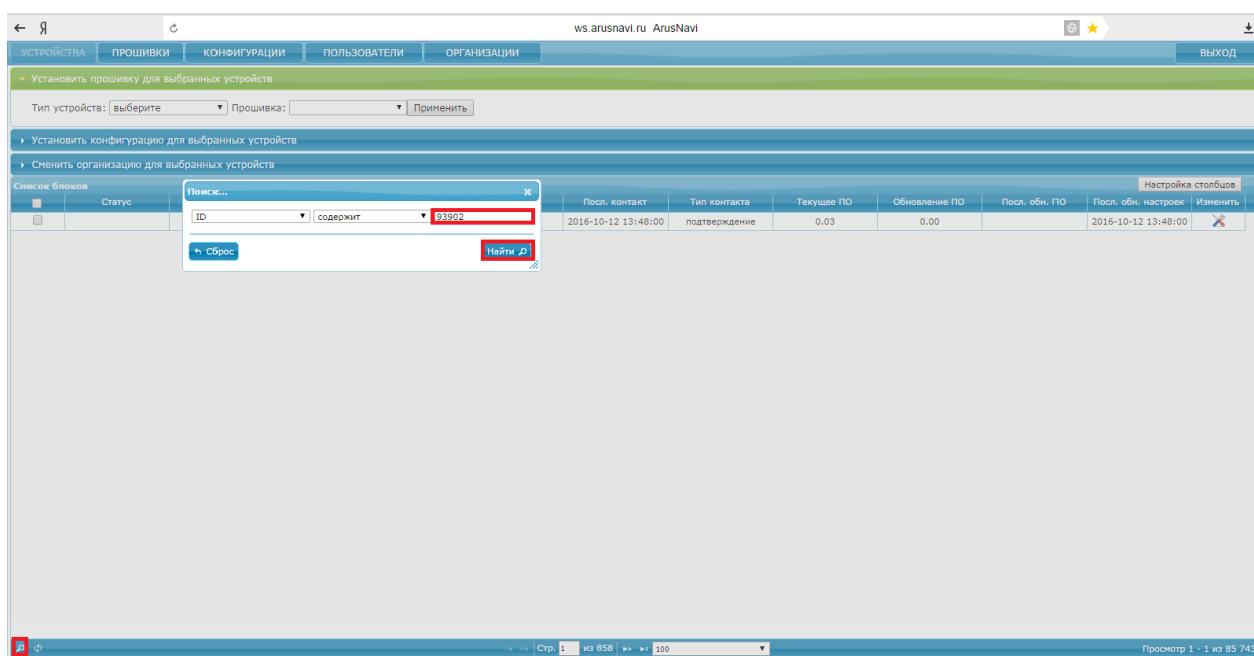 Я ws.arusnavi.ru ArusNavi
УСТРОЙСТВА ПРОШИВКИ КОНФИГУРАЦИИ ПОЛЬЗОВАТЕЛИ ОРГАНИЗАЦИИ ВЫХОД
Установить прошивку для выбранных устройств
Тип устройств: выберите Прошивка: Применить
Установить конфигурацию для выбранных устройств
Сменить организацию для выбранных устройств
Список блоков Настройка столбцов
Статус Посл. контакт Тип контакта Текущее ПО Обновление ПО Посл. обн. ПО Посл. обн. настроек Изменить
2016-10-12 13:48:00 подтверждение 0.03 0.00 2016-10-12 13:48:00
Поиск...
ID содержит 93902
Сброс Найти
Стр. 1 из 858 100 Просмотр 1 - 1 из 85 743